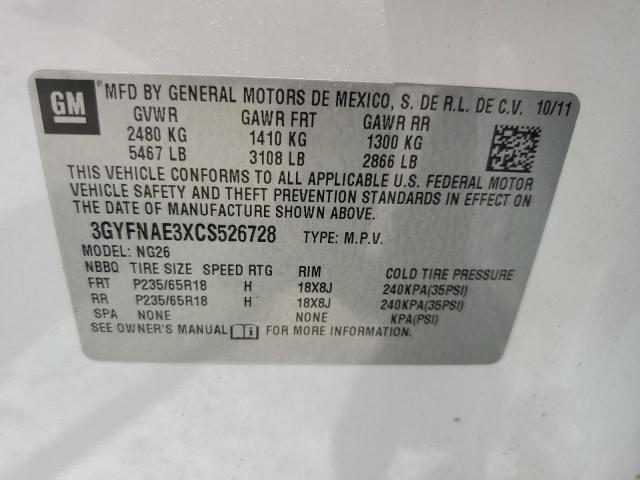 GM ® MFD BY GENERAL MOTORS DE MEXICO, S. DE R.L. DE C.V. 10/11
GVWR GAWR FRT GAWR RR
2480 KG 1410 KG 1300 KG
5467 LB 3108 LB 2866 LB
THIS VEHICLE CONFORMS TO ALL APPLICABLE U.S. FEDERAL MOTOR
VEHICLE SAFETY AND THEFT PREVENTION STANDARDS IN EFFECT ON
THE DATE OF MANUFACTURE SHOWN ABOVE.
3GYFNAE3XCS526728 TYPE: M.P.V.
MODEL: NG26
NBBQ TIRE SIZE SPEED RTG RIM COLD TIRE PRESSURE
FRT P235/65R18 H 18X8J 240KPA(35PSI)
RR P235/65R18 H 18X8J 240KPA(35PSI)
SPA NONE NONE KPA(PSI)
SEE OWNER'S MANUAL FOR MORE INFORMATION